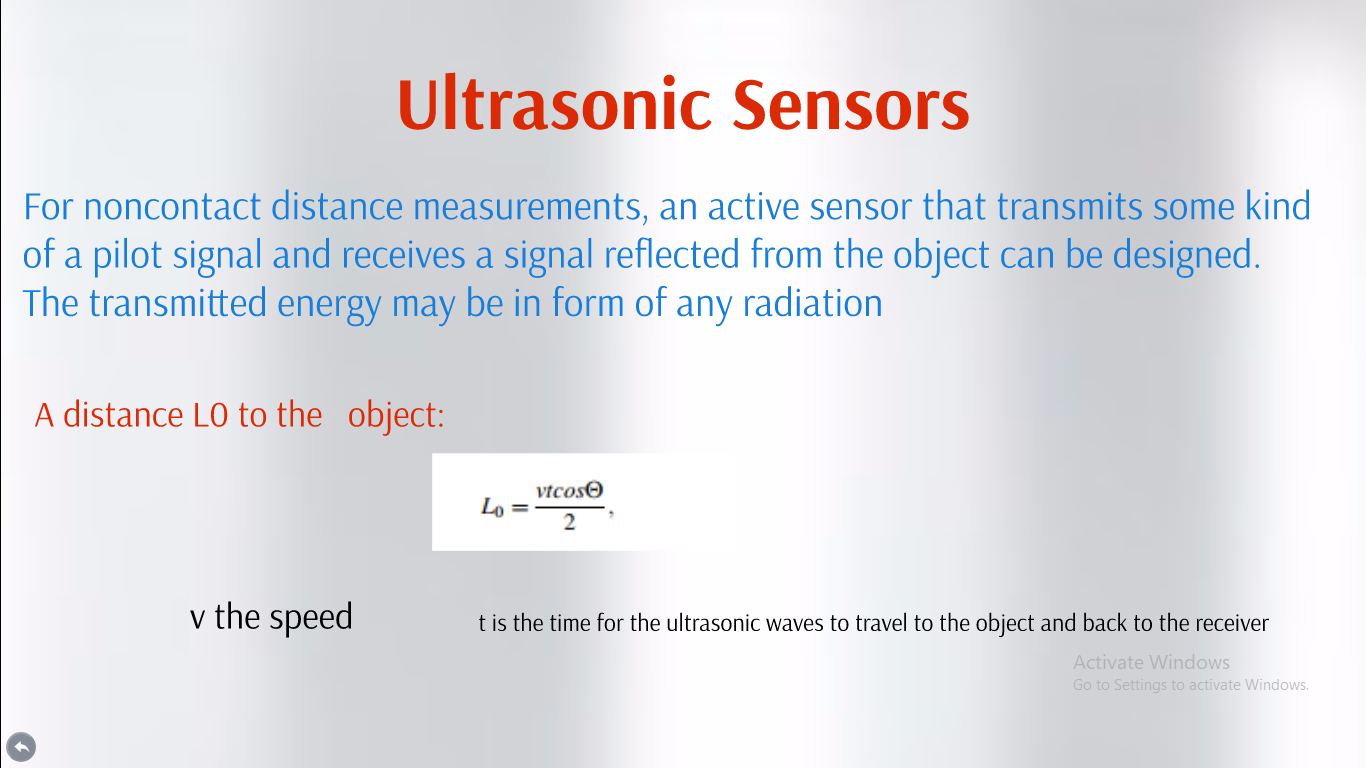 Ultrasonic Sensors
For noncontact distance measurements, an active sensor that transmits some kind
of a pilot signal and receives a signal reflected from the object can be designed.
The transmitted energy may be in form of any radiation
A distance L0 to the object:
L₀ = vtcosΘ / 2,
v the speed
t is the time for the ultrasonic waves to travel to the object and back to the receiver
Activate Windows
Go to Settings to activate Windows.